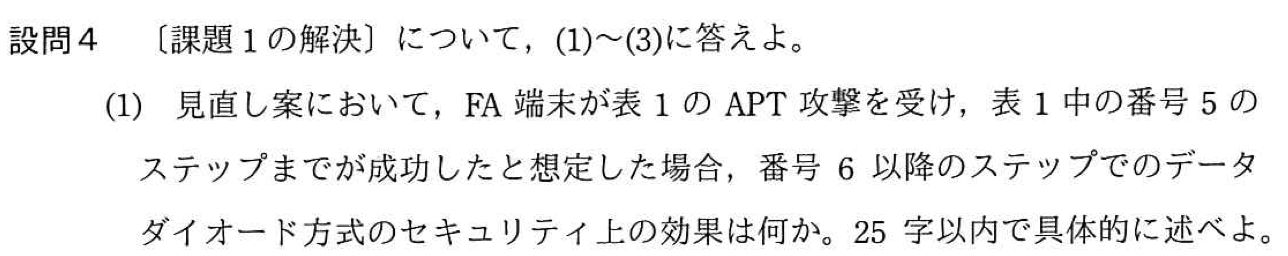 設問4 〔課題1の解決〕について，(1)～(3)に答えよ。
(1) 見直し案において，FA 端末が表 1 の APT 攻撃を受け，表 1 中の番号 5 の
ステップまでが成功したと想定した場合，番号 6 以降のステップでのデータ
ダイオード方式のセキュリティ上の効果は何か。25 字以内で具体的に述べよ。